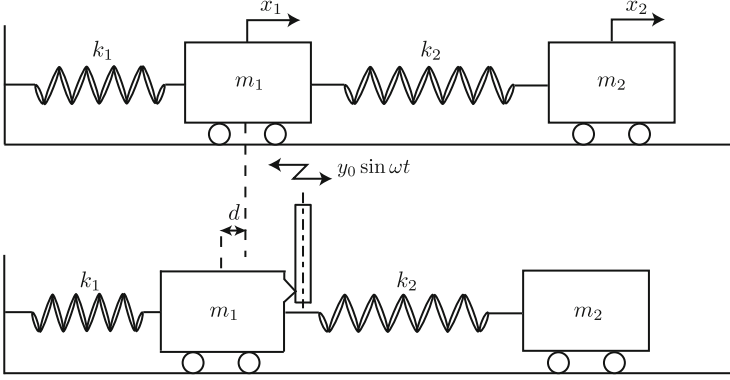 x₁ x₂
k₁ k₂
m₁ m₂
y₀ sin ωt
d
k₁ k₂
m₁ m₂